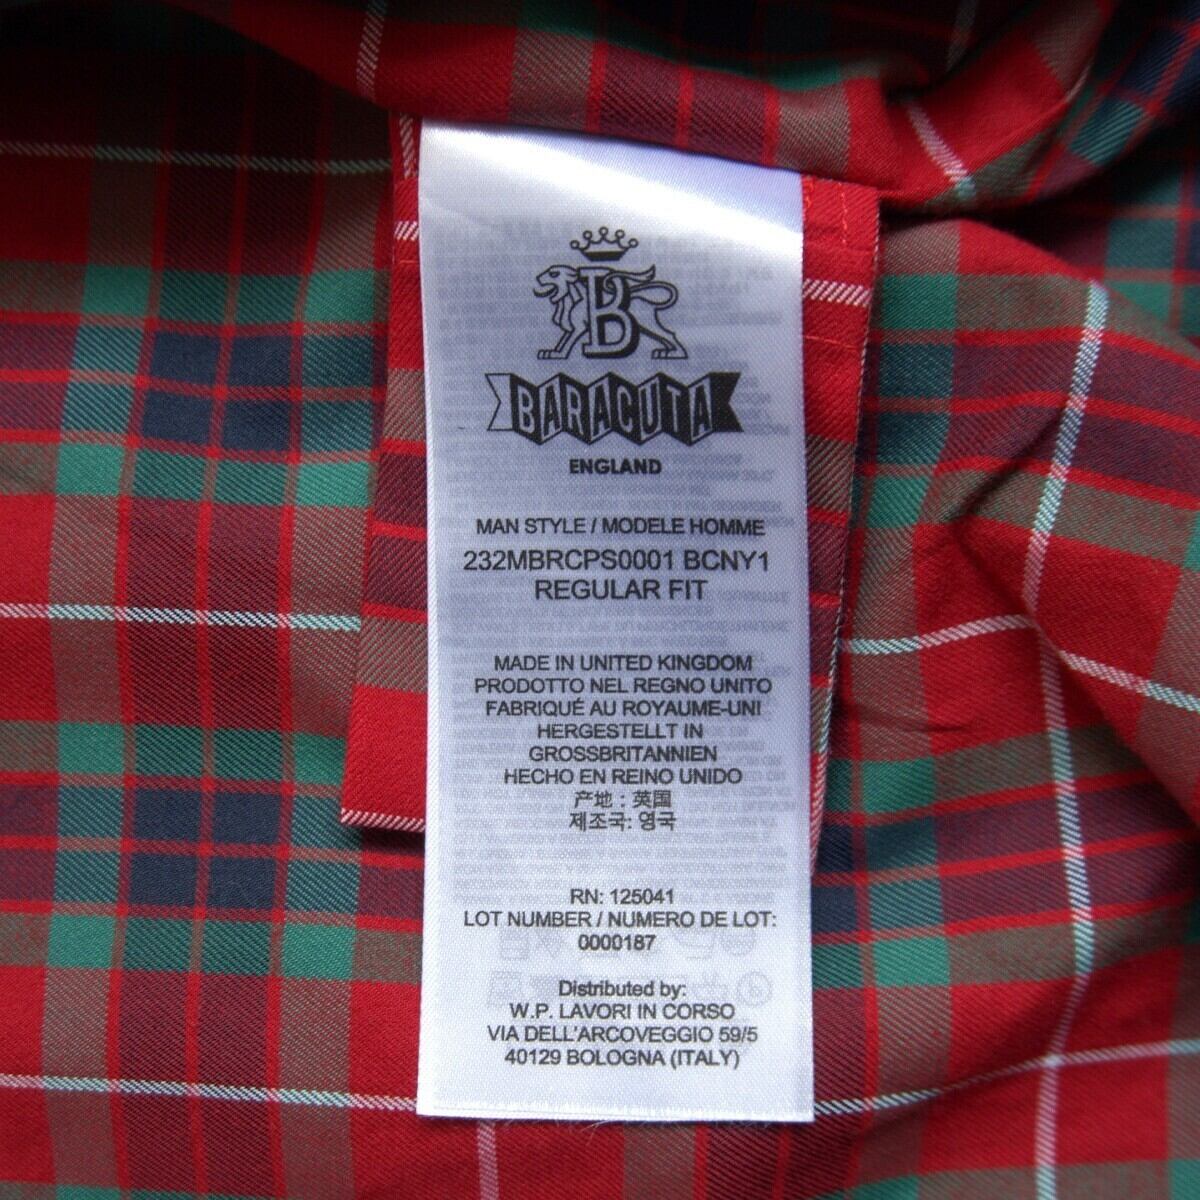 B
BARACUTA
ENGLAND
MAN STYLE / MODELE HOMME
232MBRCPS0001 BCNY1
REGULAR FIT
MADE IN UNITED KINGDOM
PRODOTTO NEL REGNO UNITO
FABRIQUÉ AU ROYAUME-UNI
HERGESTELLT IN
GROSSBRITANNIEN
HECHO EN REINO UNIDO
产地 : 英国
제조국: 영국
RN: 125041
LOT NUMBER / NUMERO DE LOT:
0000187
Distributed by:
W.P. LAVORI IN CORSO
VIA DELL'ARCOVEGGIO 59/5
40129 BOLOGNA (ITALY)